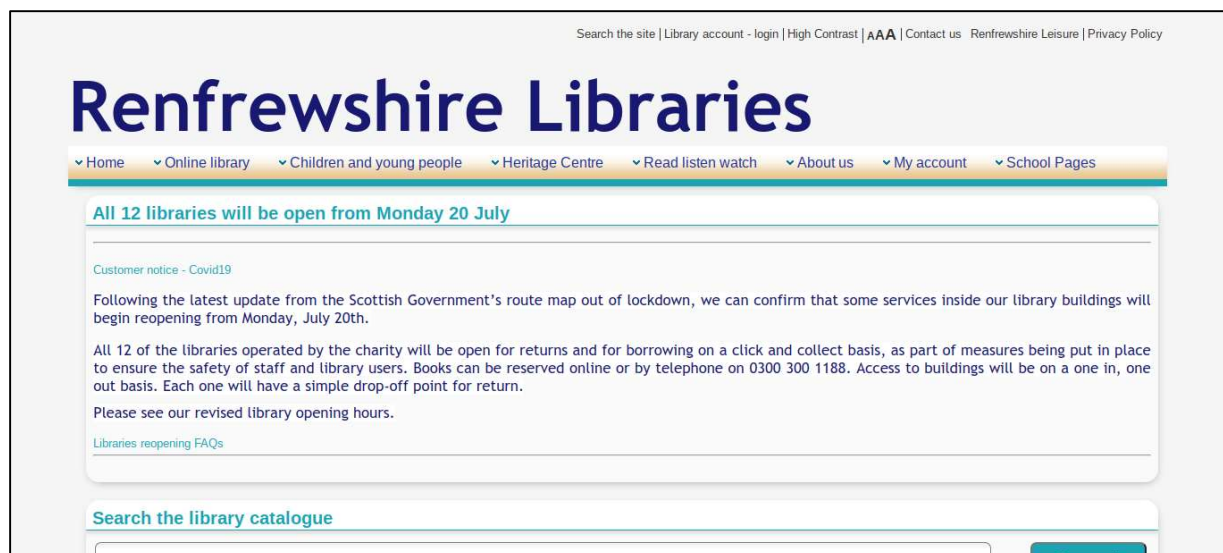 Search the site | Library account - login | High Contrast | AAA | Contact us Renfrewshire Leisure | Privacy Policy
Renfrewshire Libraries
Home Online library Children and young people Heritage Centre Read listen watch About us My account School Pages
All 12 libraries will be open from Monday 20 July
Customer notice - Covid19
Following the latest update from the Scottish Government's route map out of lockdown, we can confirm that some services inside our library buildings will
begin reopening from Monday, July 20th.
All 12 of the libraries operated by the charity will be open for returns and for borrowing on a click and collect basis, as part of measures being put in place
to ensure the safety of staff and library users. Books can be reserved online or by telephone on 0300 300 1188. Access to buildings will be on a one in, one
out basis. Each one will have a simple drop-off point for return.
Please see our revised library opening hours.
Libraries reopening FAQs
Search the library catalogue